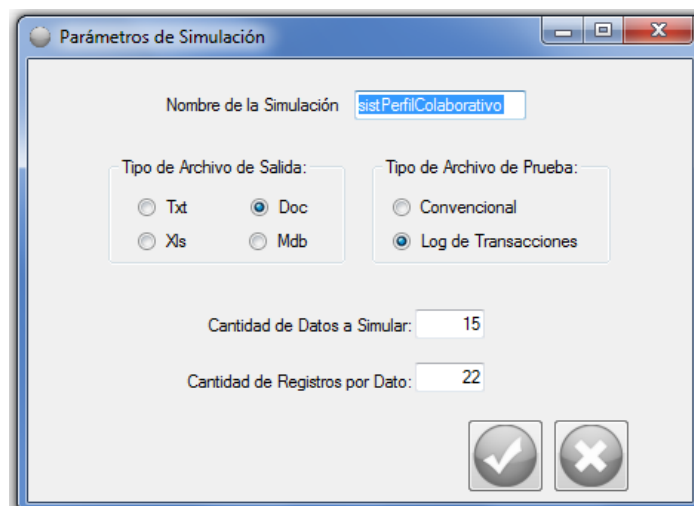 Parámetros de Simulación
Nombre de la Simulación sistPerfilColaborativo
Tipo de Archivo de Salida: Tipo de Archivo de Prueba:
Txt Doc Convencional
Xls Mdb Log de Transacciones
Cantidad de Datos a Simular: 15
Cantidad de Registros por Dato: 22